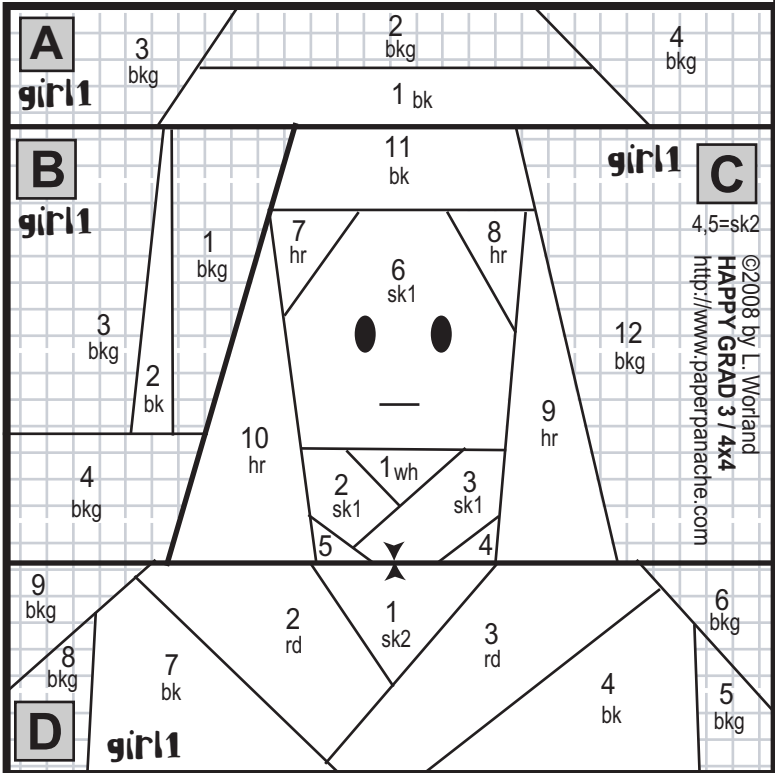 A
girl1
3
bkg
2
bkg
4
bkg
1 bk
B
girl1
3
bkg
2
bk
1
bkg
4
bkg
girl1
C
4,5=sk2
11
bk
7
hr
8
hr
6
sk1
10
hr
9
hr
12
bkg
1 wh
2
sk1
3
sk1
5
4
©2008 by L. Worland
HAPPY GRAD 3 / 4x4
http://www.paperpanache.com
9
bkg
8
bkg
7
bk
2
rd
1
sk2
3
rd
4
bk
6
bkg
5
bkg
D
girl1